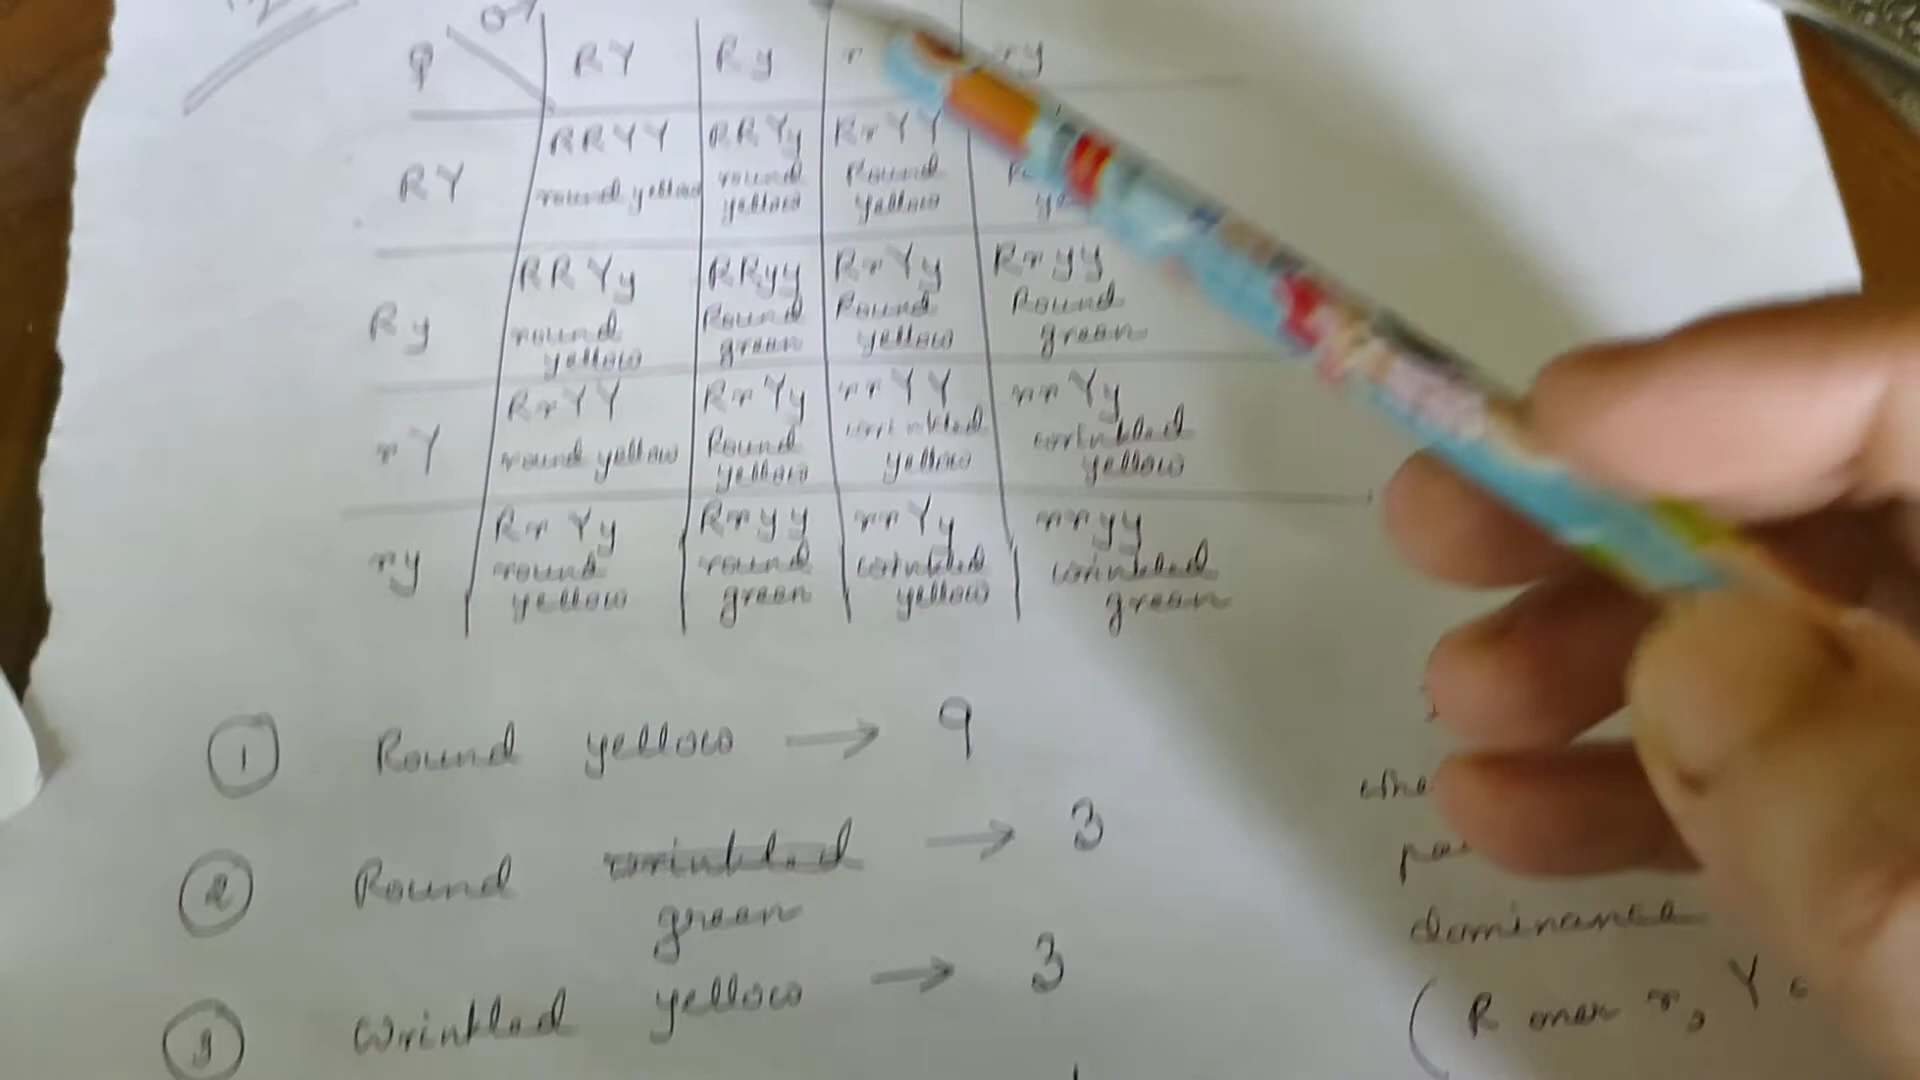 ♀ ♂ RY Ry r ry
RY RRYY RRYy RrYY
round yellow round yellow Round yellow
Ry RRYy RRyy RrYy Rryy
round yellow Round green Round yellow Round green
rY RrYY RrYy rrYY rrYy
round yellow Round yellow wrinkled yellow wrinkled yellow
ry RrYy Rryy rrYy rryy
round yellow round green wrinkled yellow wrinkled green
① Round yellow → 9
② Round wrinkled → 3
green
③ Wrinkled yellow → 3
dominance
( R over r, Y